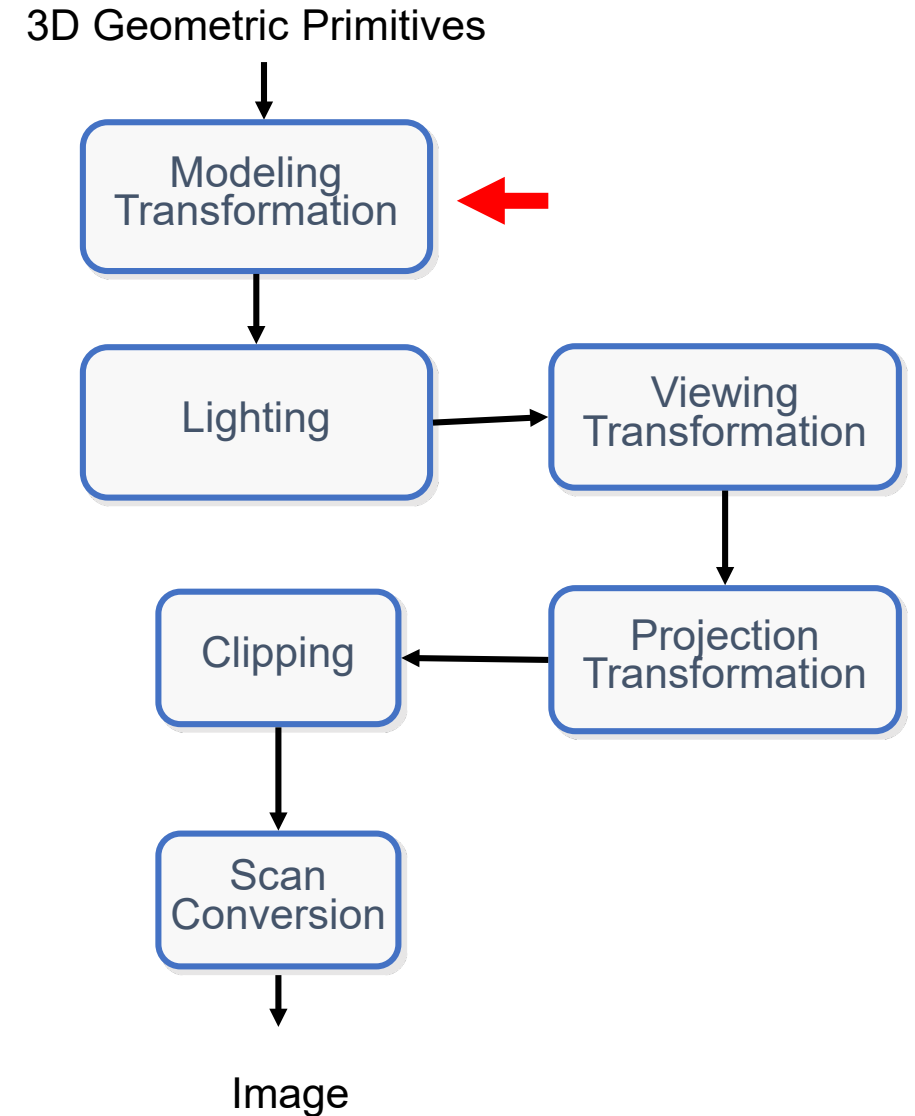 3D Geometric Primitives
Modeling
Transformation
Lighting
Viewing
Transformation
Projection
Transformation
Clipping
Scan
Conversion
Image